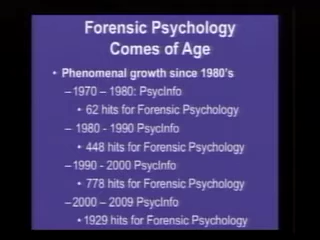 Forensic Psychology
Comes of Age
• Phenomenal growth since 1980's
–1970 – 1980: PsycInfo
• 62 hits for Forensic Psychology
– 1980 - 1990 PsycInfo
• 448 hits for Forensic Psychology
–1990 - 2000 PsycInfo
• 778 hits for Forensic Psychology
–2000 – 2009 PsycInfo
• 1929 hits for Forensic Psychology